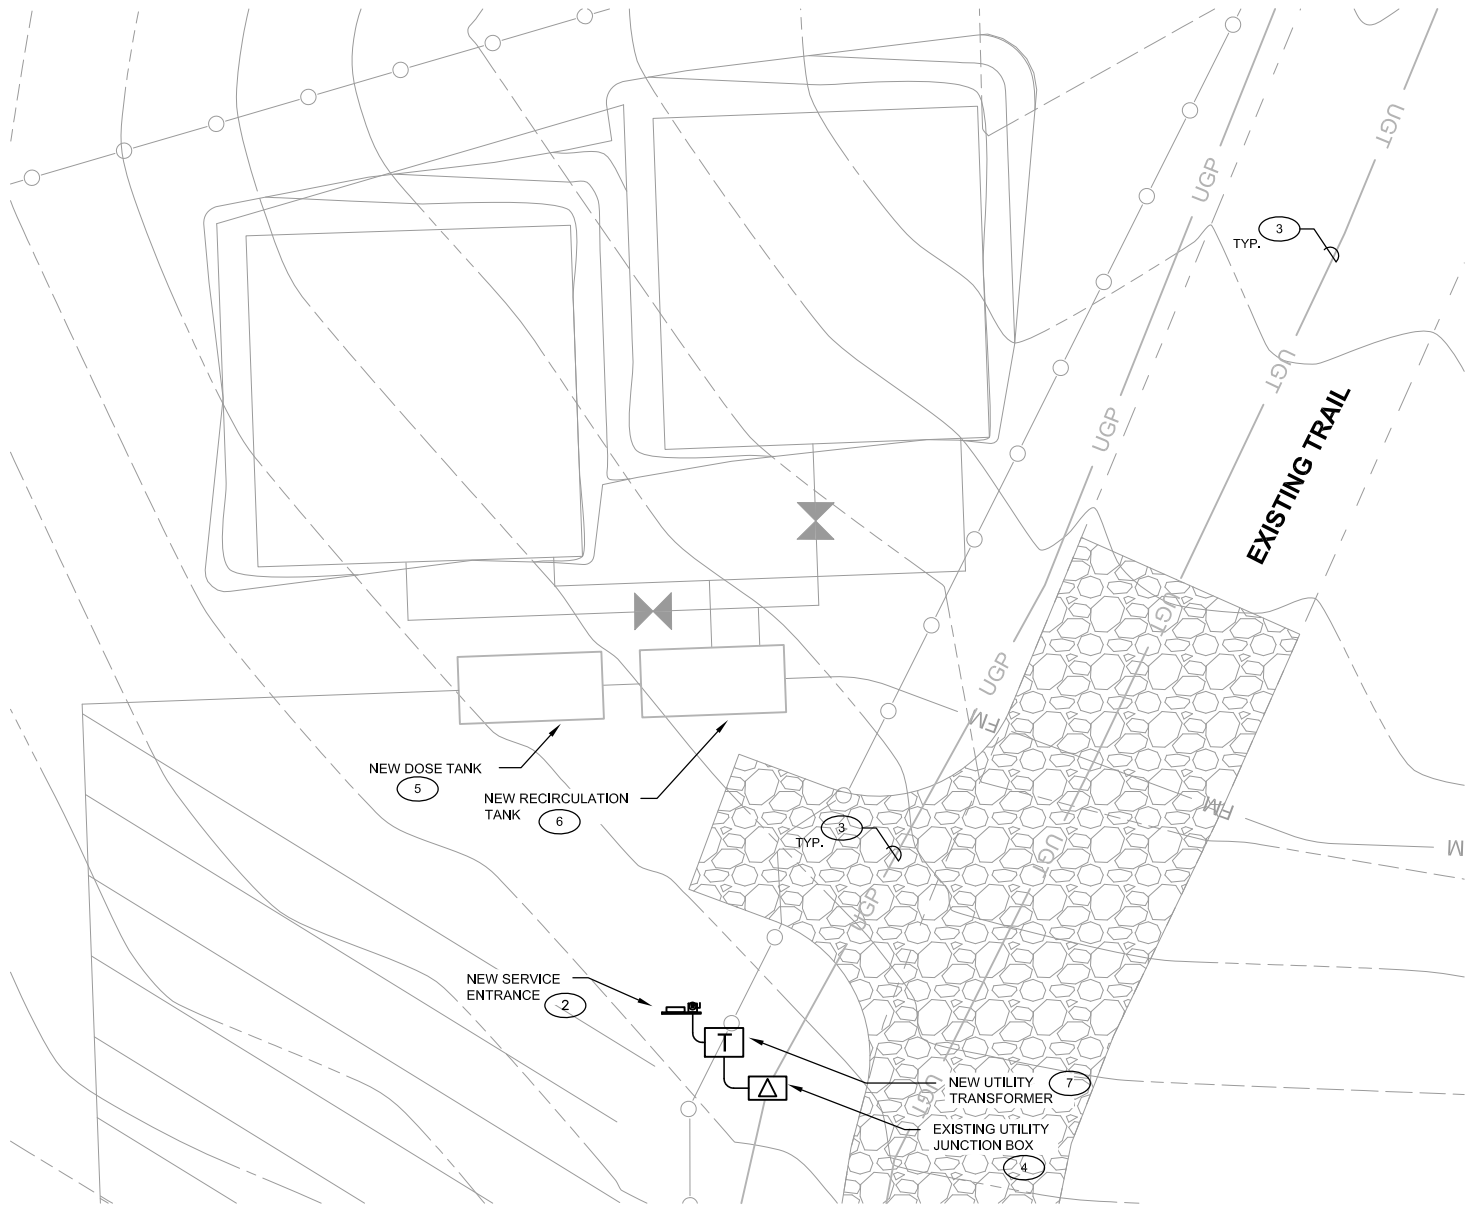 UGT
UGP
3
TYP.
UGT
UGP
EXISTING TRAIL
UGT
UGP
FM
NEW DOSE TANK
5
NEW RECIRCULATION
TANK
6
FM
3
TYP.
UGT
M
UGP
NEW SERVICE
ENTRANCE
2
T
NEW UTILITY
TRANSFORMER
7
UGT
EXISTING UTILITY
JUNCTION BOX
4